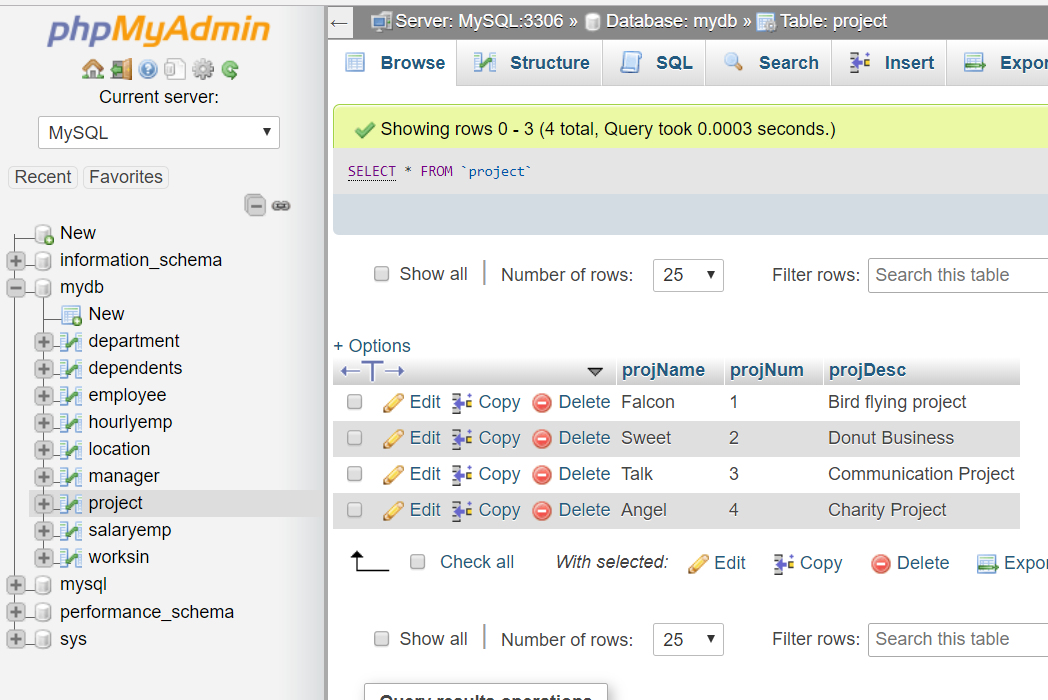 phpMyAdmin
Current server:
MySQL
Recent Favorites
New
information_schema
mydb
New
department
dependents
employee
hourlyemp
location
manager
project
salaryemp
worksin
mysql
performance_schema
sys
Server: MySQL:3306 » Database: mydb » Table: project
Browse Structure SQL Search Insert Expor
Showing rows 0 - 3 (4 total, Query took 0.0003 seconds.)
SELECT * FROM `project`
Show all Number of rows: 25 Filter rows: Search this table
+ Options
←T→ projName projNum projDesc
Edit Copy Delete Falcon 1 Bird flying project
Edit Copy Delete Sweet 2 Donut Business
Edit Copy Delete Talk 3 Communication Project
Edit Copy Delete Angel 4 Charity Project
Check all With selected: Edit Copy Delete Expor
Show all Number of rows: 25 Filter rows: Search this table
Query results operations